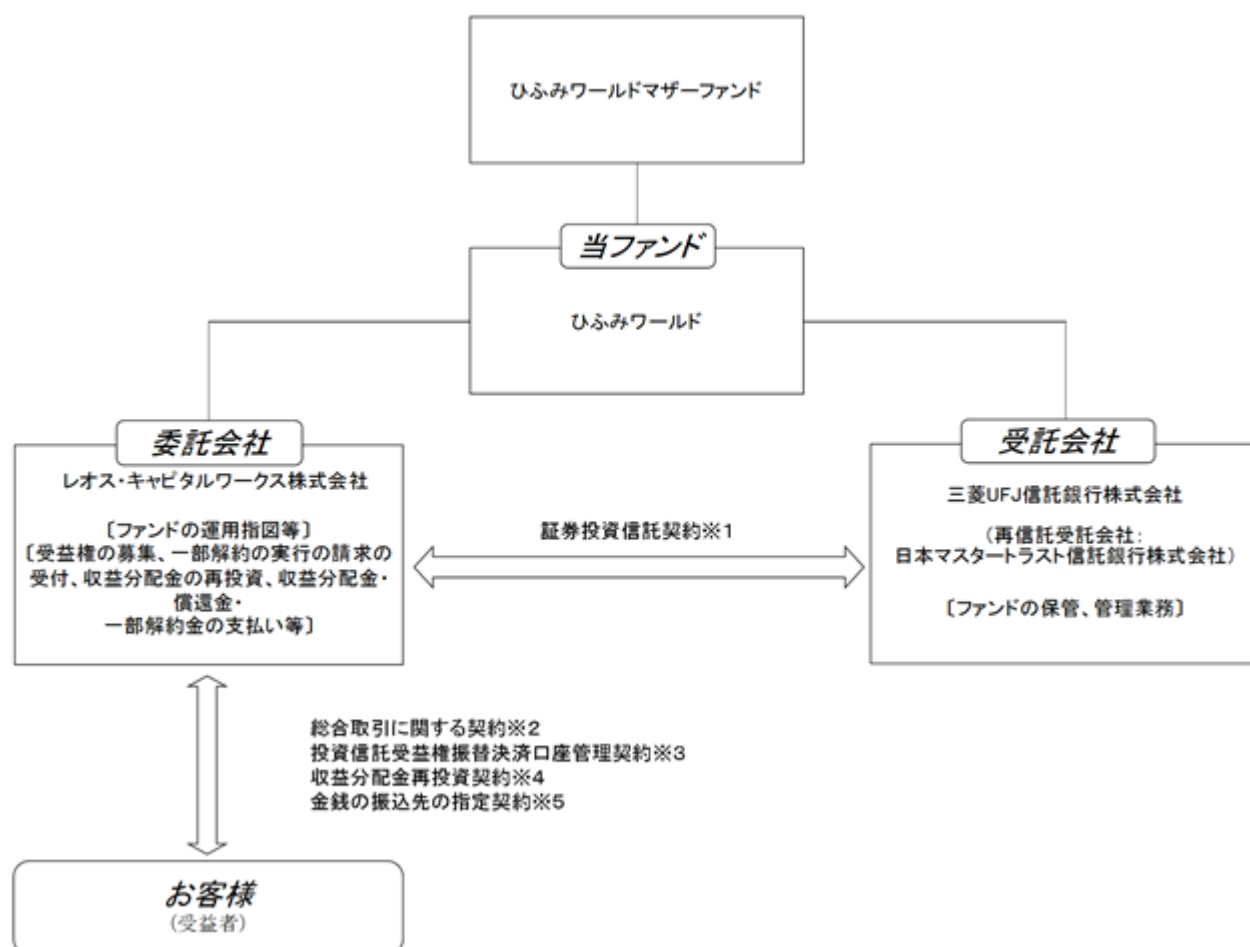 ひふみワールドマザーファンド
当ファンド
ひふみワールド
委託会社
レオス・キャピタルワークス株式会社
〔ファンドの運用指図等〕
〔受益権の募集、一部解約の実行の請求の
受付、収益分配金の再投資、収益分配金・
償還金・
一部解約金の支払い等〕
証券投資信託契約※1
受託会社
三菱UFJ信託銀行株式会社
(再信託受託会社:
日本マスタートラスト信託銀行株式会社)
〔ファンドの保管、管理業務〕
総合取引に関する契約※2
投資信託受益権振替決済口座管理契約※3
収益分配金再投資契約※4
金銭の振込先の指定契約※5
お客様
(受益者)